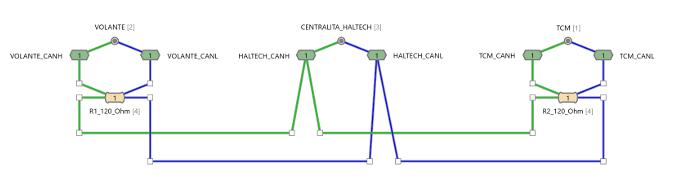 VOLANTE [2]
CENTRALITA_HALTECH [3]
TCM [1]
VOLANTE_CANH 1 1 VOLANTE_CANL
HALTECH_CANH 1 1 HALTECH_CANL
TCM_CANH 1 1 TCM_CANL
1
R1_120_Ohm [4]
1
R2_120_Ohm [4]